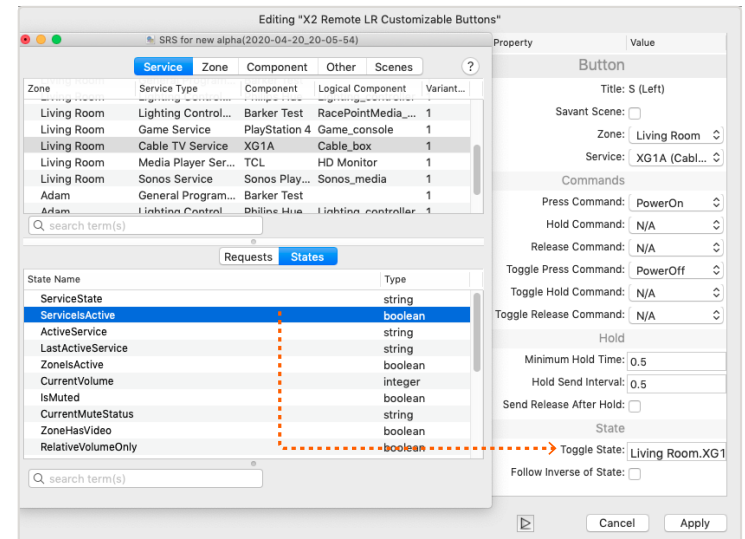 Editing "X2 Remote LR Customizable Buttons"
SRS for new alpha(2020-04-20_20-05-54)
Service Zone Component Other Scenes ?
Zone Service Type Component Logical Component Variant...
Living Room Lighting Control... Barker Test RacePointMedia_... 1
Living Room Game Service PlayStation 4 Game_console 1
Living Room Cable TV Service XG1A Cable_box 1
Living Room Media Player Ser... TCL HD Monitor 1
Living Room Sonos Service Sonos Play... Sonos_media 1
Adam General Program... Barker Test 1
Adam Lighting Control Philips Hue Lighting_controller 1
search term(s)
Requests States
State Name Type
ServiceState string
ServiceIsActive boolean
ActiveService string
LastActiveService string
ZoneIsActive boolean
CurrentVolume integer
IsMuted boolean
CurrentMuteStatus string
ZoneHasVideo boolean
RelativeVolumeOnly boolean
search term(s)
Property Value
Button
Title: S (Left)
Savant Scene:
Zone: Living Room
Service: XG1A (Cabl...
Commands
Press Command: PowerOn
Hold Command: N/A
Release Command: N/A
Toggle Press Command: PowerOff
Toggle Hold Command: N/A
Toggle Release Command: N/A
Hold
Minimum Hold Time: 0.5
Hold Send Interval: 0.5
Send Release After Hold:
State
Toggle State: Living Room.XG1
Follow Inverse of State:
Cancel Apply